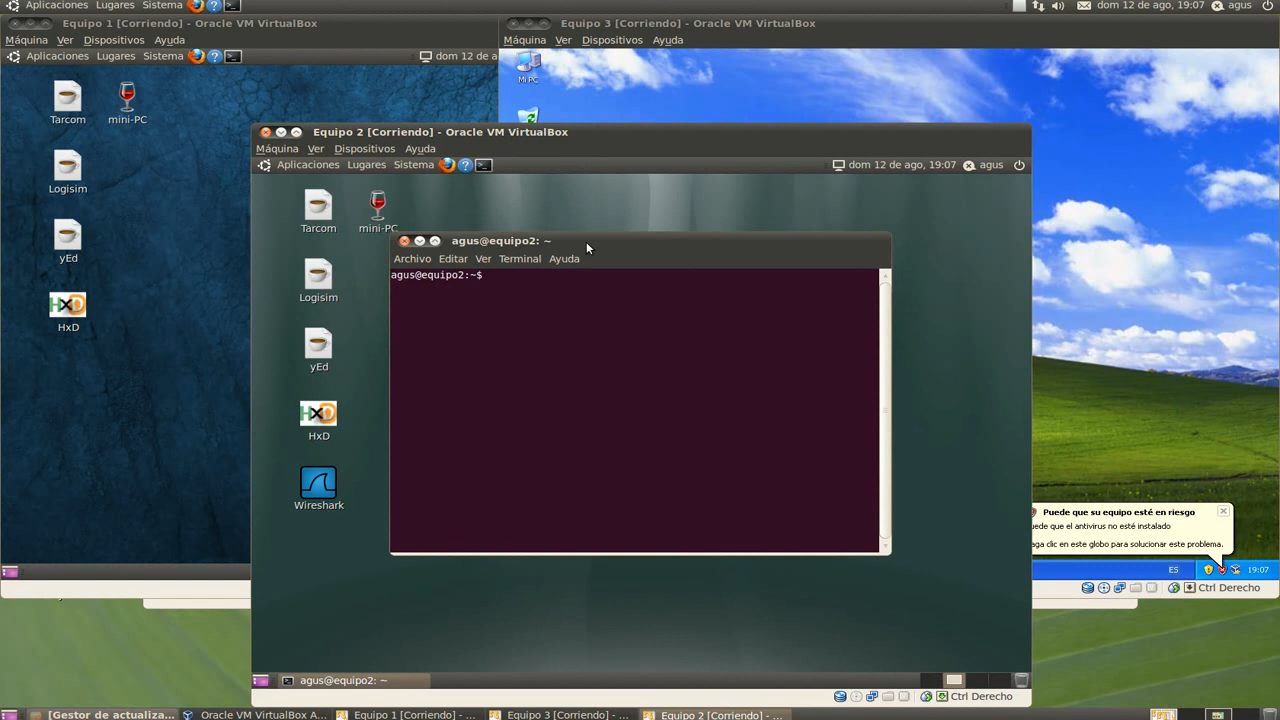 Aplicaciones Lugares Sistema dom 12 de ago, 19:07 agus
Equipo 1 [Corriendo] - Oracle VM VirtualBox
Máquina Ver Dispositivos Ayuda
Aplicaciones Lugares Sistema dom 12 de a
Tarcom
mini-PC
Logisim
yEd
HxD
Equipo 3 [Corriendo] - Oracle VM VirtualBox
Máquina Ver Dispositivos Ayuda
Mi PC
Equipo 2 [Corriendo] - Oracle VM VirtualBox
Máquina Ver Dispositivos Ayuda
Aplicaciones Lugares Sistema dom 12 de ago, 19:07 agus
Tarcom
mini-PC
Logisim
yEd
HxD
Wireshark
agus@equipo2: ~
Archivo Editar Ver Terminal Ayuda
agus@equipo2:~$
Puede que su equipo esté en riesgo
uede que el antivirus no esté instalado
aga clic en este globo para solucionar este problema.
ES 19:07
Ctrl Derecho
agus@equipo2: ~
Ctrl Derecho
[Gestor de actualiza... Oracle VM VirtualBox A... Equipo 1 [Corriendo] - ... Equipo 3 [Corriendo] - ... Equipo 2 [Corriendo] - ...